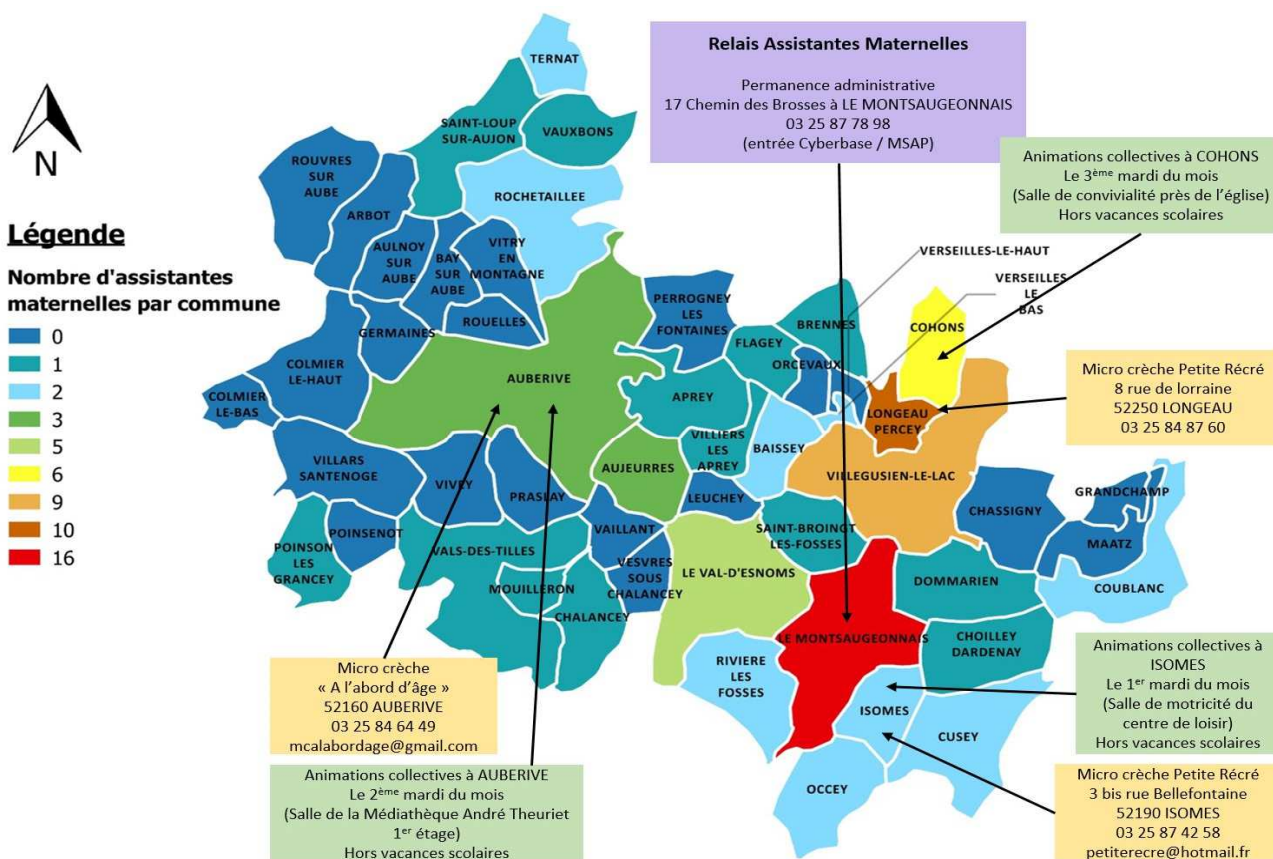 Relais Assistantes Maternelles
Permanence administrative
17 Chemin des Brosses à LE MONTSAUGEONNAIS
03 25 87 78 98
(entrée Cyberbase / MSAP)
N
Légende
Nombre d'assistantes
maternelles par commune
0
1
2
3
5
6
9
10
16
TERNAT
SAINT-LOUP
SUR-AUJON
VAUXBONS
ROUVRES
SUR
AUBE
ARBOT
ROCHETAILLEE
AULNOY
SUR
AUBE
BAY
SUR
AUBE
VITRY
EN
MONTAGNE
ROUELLES
GERMAINES
COLMIER
LE-HAUT
COLMIER
LE-BAS
AUBERIVE
PERROGNEY
LES
FONTAINES
FLAGEY
BRENNES
ORCEVAUX
VERSEILLES-LE-HAUT
VERSEILLES
LE
BAS
COHONS
LONGEAU
PERCEY
APREY
VILLIERS
LES
APREY
BAISSEY
VILLEGUSIEN-LE-LAC
AUJEURRES
LEUCHEY
VILLARS
SANTENOGE
VIVEY
PRASLAY
VAILLANT
POINSENOT
POINSON
LES
GRANCEY
VALS-DES-TILLES
MOUILLERON
CHALANCEY
VESVRES
SOUS
CHALANCEY
LE VAL-D'ESNOMS
SAINT-BROINGT
LES-FOSSES
CHASSIGNY
GRANDCHAMP
MAATZ
COUBLANC
DOMMARIEN
CHOILLEY
DARDENAY
LE MONTSAUGEONNAIS
RIVIERE
LES
FOSSES
ISOMES
CUSEY
OCCEY
Animations collectives à COHONS
Le 3ème mardi du mois
(Salle de convivialité près de l'église)
Hors vacances scolaires
Micro crèche Petite Récré
8 rue de lorraine
52250 LONGEAU
03 25 84 87 60
Micro crèche
« A l'abord d'âge »
52160 AUBERIVE
03 25 84 64 49
mcalabordage@gmail.com
Animations collectives à AUBERIVE
Le 2ème mardi du mois
(Salle de la Médiathèque André Theuriet
1er étage)
Hors vacances scolaires
Animations collectives à
ISOMES
Le 1er mardi du mois
(Salle de motricité du
centre de loisir)
Hors vacances scolaires
Micro crèche Petite Récré
3 bis rue Bellefontaine
52190 ISOMES
03 25 87 42 58
petiterecre@hotmail.fr